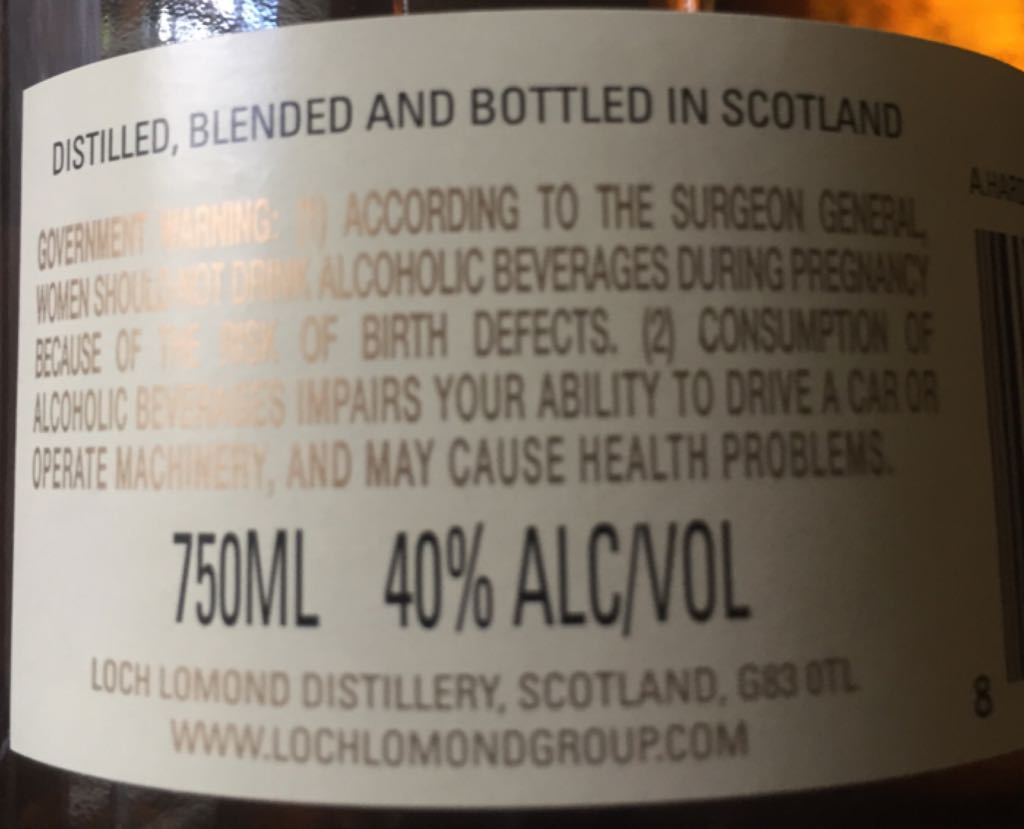 DISTILLED, BLENDED AND BOTTLED IN SCOTLAND
GOVERNMENT WARNING: (1) ACCORDING TO THE SURGEON GENERAL,
WOMEN SHOULD NOT DRINK ALCOHOLIC BEVERAGES DURING PREGNANCY
BECAUSE OF THE RISK OF BIRTH DEFECTS. (2) CONSUMPTION OF
ALCOHOLIC BEVERAGES IMPAIRS YOUR ABILITY TO DRIVE A CAR OR
OPERATE MACHINERY, AND MAY CAUSE HEALTH PROBLEMS.
750ML 40% ALC/VOL
LOCH LOMOND DISTILLERY, SCOTLAND, G83 0TL
WWW.LOCHLOMONDGROUP.COM
8